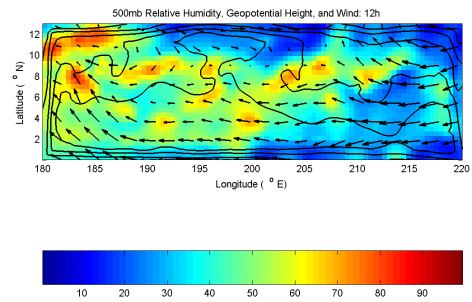 500mb Relative Humidity, Geopotential Height, and Wind: 12h
12
10
8
6
4
2
Latitude ( ° N)
180 185 190 195 200 205 210 215 220
Longitude ( ° E)
10 20 30 40 50 60 70 80 90